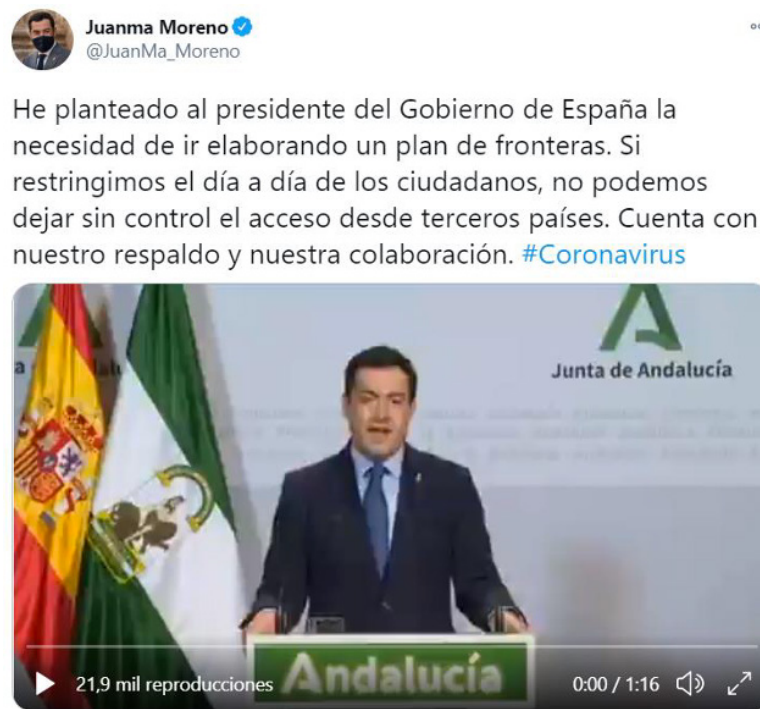 Juanma Moreno
@JuanMa_Moreno
He planteado al presidente del Gobierno de España la
necesidad de ir elaborando un plan de fronteras. Si
restringimos el día a día de los ciudadanos, no podemos
dejar sin control el acceso desde terceros países. Cuenta con
nuestro respaldo y nuestra colaboración. #Coronavirus
Junta de Andalucía
Andalucía
21,9 mil reproducciones
0:00 / 1:16